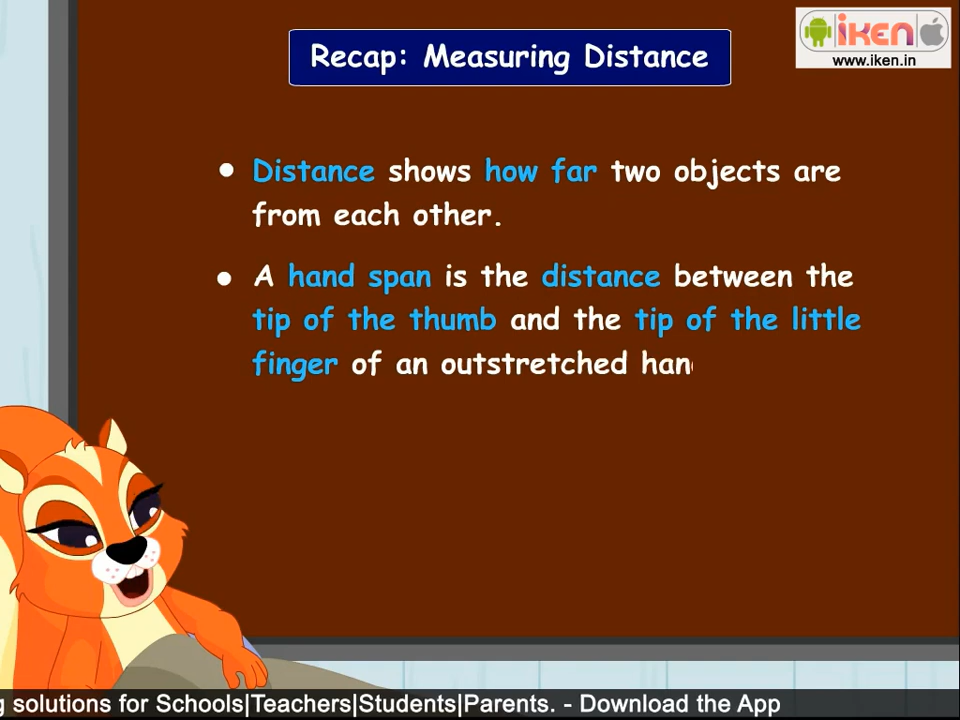 Recap: Measuring Distance
iken
www.iken.in
Distance shows how far two objects are
from each other.
A hand span is the distance between the
tip of the thumb and the tip of the little
finger of an outstretched han
solutions for Schools|Teachers|Students|Parents. - Download the App